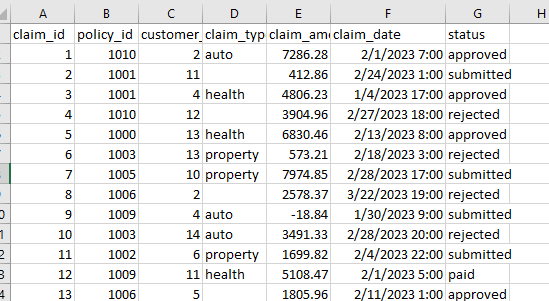 A B C D E F G H
claim_id policy_id customer_ claim_typ claim_amo claim_date status
1 1010 2 auto 7286.28 2/1/2023 7:00 approved
2 1001 11 412.86 2/24/2023 1:00 submitted
3 1001 4 health 4806.23 1/4/2023 17:00 approved
4 1010 12 3904.96 2/27/2023 18:00 rejected
5 1000 13 health 6830.46 2/13/2023 8:00 approved
6 1003 13 property 573.21 2/18/2023 3:00 rejected
7 1005 10 property 7974.85 2/28/2023 17:00 submitted
8 1006 2 2578.37 3/22/2023 19:00 rejected
0 9 1009 4 auto -18.84 1/30/2023 9:00 submitted
1 10 1003 14 auto 3491.33 2/28/2023 20:00 rejected
2 11 1002 6 property 1699.82 2/4/2023 22:00 submitted
3 12 1009 11 health 5108.47 2/1/2023 5:00 paid
4 13 1006 5 1805.96 2/11/2023 1:00 approved